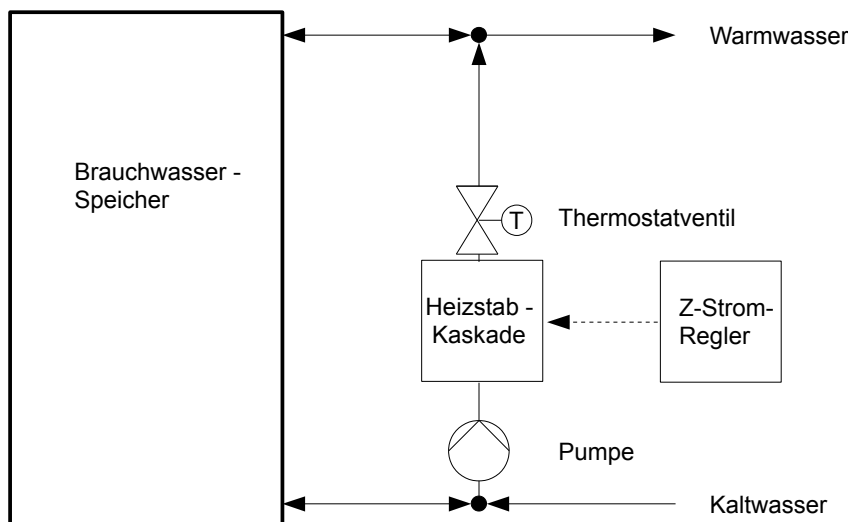 Warmwasser
Brauchwasser -
Speicher
T
Thermostatventil
Heizstab -
Kaskade
Z-Strom-
Regler
Pumpe
Kaltwasser